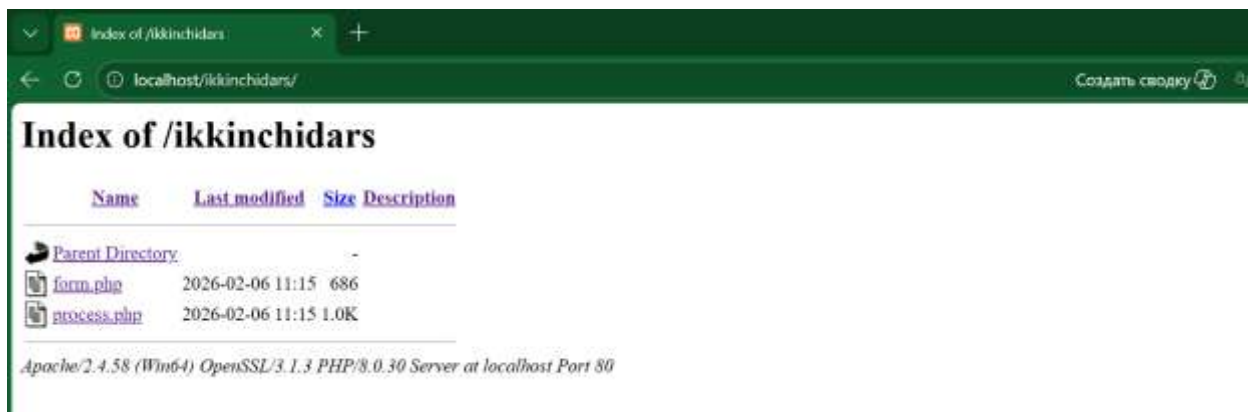 Index of /ikkinchidars
localhost/ikkinchidars/
Создать сводку
Index of /ikkinchidars
Name Last modified Size Description
Parent Directory -
form.php 2026-02-06 11:15 686
process.php 2026-02-06 11:15 1.0K
Apache/2.4.58 (Win64) OpenSSL/3.1.3 PHP/8.0.30 Server at localhost Port 80